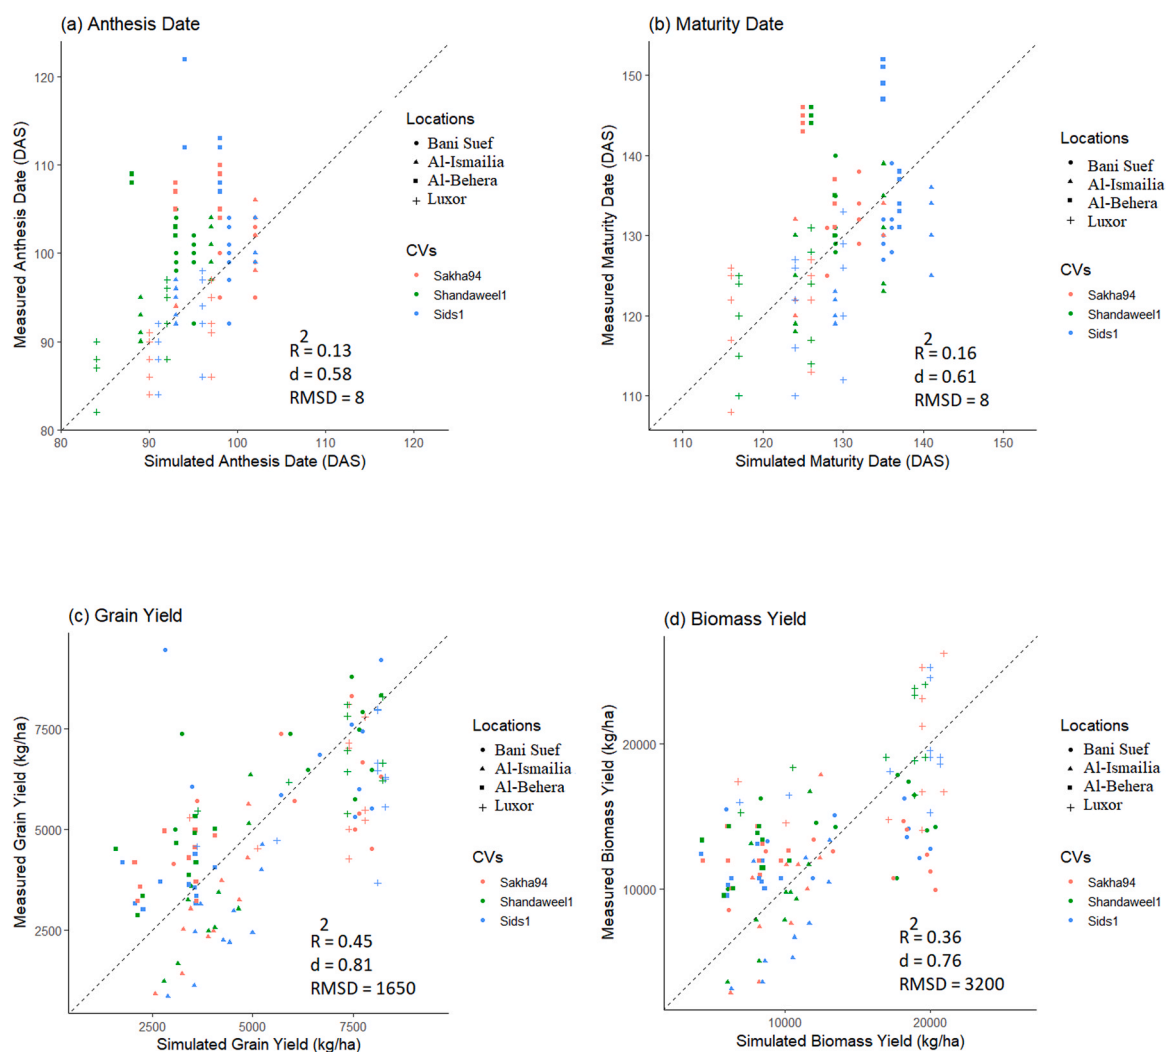 (a) Anthesis Date
Measured Anthesis Date (DAS)
120
110
100
90
80
80 90 100 110 120
Simulated Anthesis Date (DAS)
Locations
Bani Suef
Al-Ismailia
Al-Behera
Luxor
CVs
Sakha94
Shandaweel1
Sids1
2
R = 0.13
d = 0.58
RMSD = 8
(b) Maturity Date
Measured Maturity Date (DAS)
150
140
130
120
110
110 120 130 140 150
Simulated Maturity Date (DAS)
Locations
Bani Suef
Al-Ismailia
Al-Behera
Luxor
CVs
Sakha94
Shandaweel1
Sids1
2
R = 0.16
d = 0.61
RMSD = 8
(c) Grain Yield
Measured Grain Yield (kg/ha)
7500
5000
2500
2500 5000 7500
Simulated Grain Yield (kg/ha)
Locations
Bani Suef
Al-Ismailia
Al-Behera
Luxor
CVs
Sakha94
Shandaweel1
Sids1
2
R = 0.45
d = 0.81
RMSD = 1650
(d) Biomass Yield
Measured Biomass Yield (kg/ha)
20000
10000
10000 20000
Simulated Biomass Yield (kg/ha)
Locations
Bani Suef
Al-Ismailia
Al-Behera
Luxor
CVs
Sakha94
Shandaweel1
Sids1
2
R = 0.36
d = 0.76
RMSD = 3200